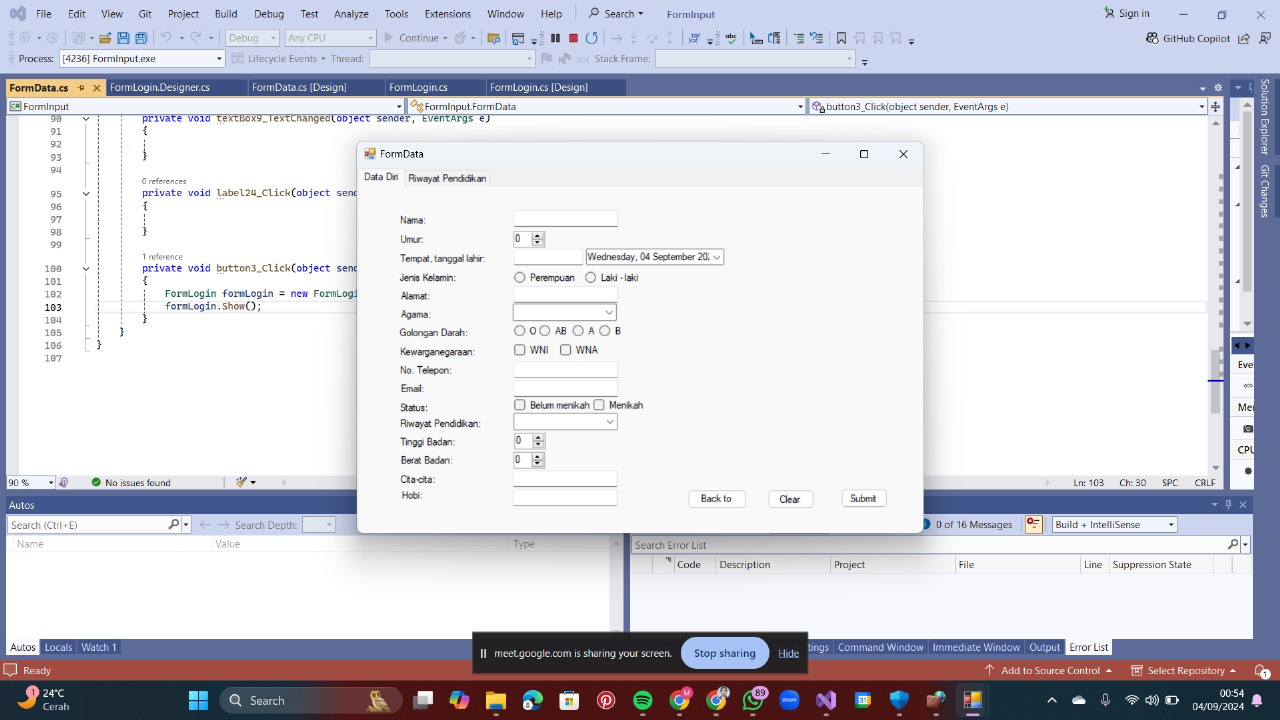 File Edit View Git Project Build Debug Test Analyze Tools Extensions Window Help Search FormInput Sign in
Debug Any CPU Continue GitHub Copilot
Process: [4236] FormInput.exe Lifecycle Events Thread: Stack Frame:
FormData.cs FormLogin.Designer.cs FormData.cs [Design] FormLogin.cs FormLogin.cs [Design]
FormInput FormInput.FormData button3_Click(object sender, EventArgs e)
Solution Explorer
Git Changes
90 private void textBox9_TextChanged(object sender, EventArgs e)
91 {
92
93 }
94
0 references
95 private void label24_Click(object send
96 {
97
98 }
99
1 reference
100 private void button3_Click(object send
101 {
102 FormLogin formLogin = new FormLogi
103 formLogin.Show();
104 }
105 }
106 }
107
FormData
Data Diri Riwayat Pendidikan
Nama:
Umur: 0
Tempat, tanggal lahir: Wednesday, 04 September 202
Jenis Kelamin: Perempuan Laki - laki
Alamat:
Agama:
Golongan Darah: O AB A B
Kewarganegaraan: WNI WNA
No. Telepon:
Email:
Status: Belum menikah Menikah
Riwayat Pendidikan:
Tinggi Badan: 0
Berat Badan: 0
Cita-cita:
Hobi:
Back to Clear Submit
Eve
Mer
CPU
90 % No issues found Ln: 103 Ch: 30 SPC CRLF
Autos
Search (Ctrl+E) Search Depth:
Name Value Type
0 of 16 Messages Build + IntelliSense
Search Error List
Code Description Project File Line Suppression State
Autos Locals Watch 1
tings Command Window Immediate Window Output Error List
meet.google.com is sharing your screen. Stop sharing Hide
Ready Add to Source Control Select Repository 1
1 24°C
Cerah
Search
M
89
zoom
00:54
04/09/2024